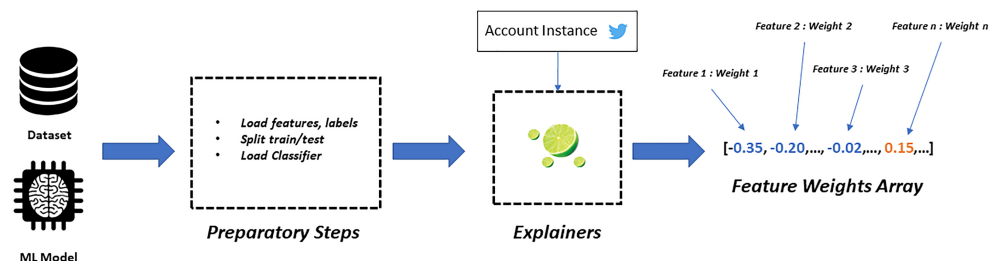 Feature 2 : Weight 2
Feature n : Weight n
Account Instance
Feature 1 : Weight 1
Feature 3 : Weight 3
Dataset
• Load features, labels
• Split train/test
• Load Classifier
[-0.35, -0.20,..., -0.02,..., 0.15,...]
Feature Weights Array
Preparatory Steps
Explainers
ML Model